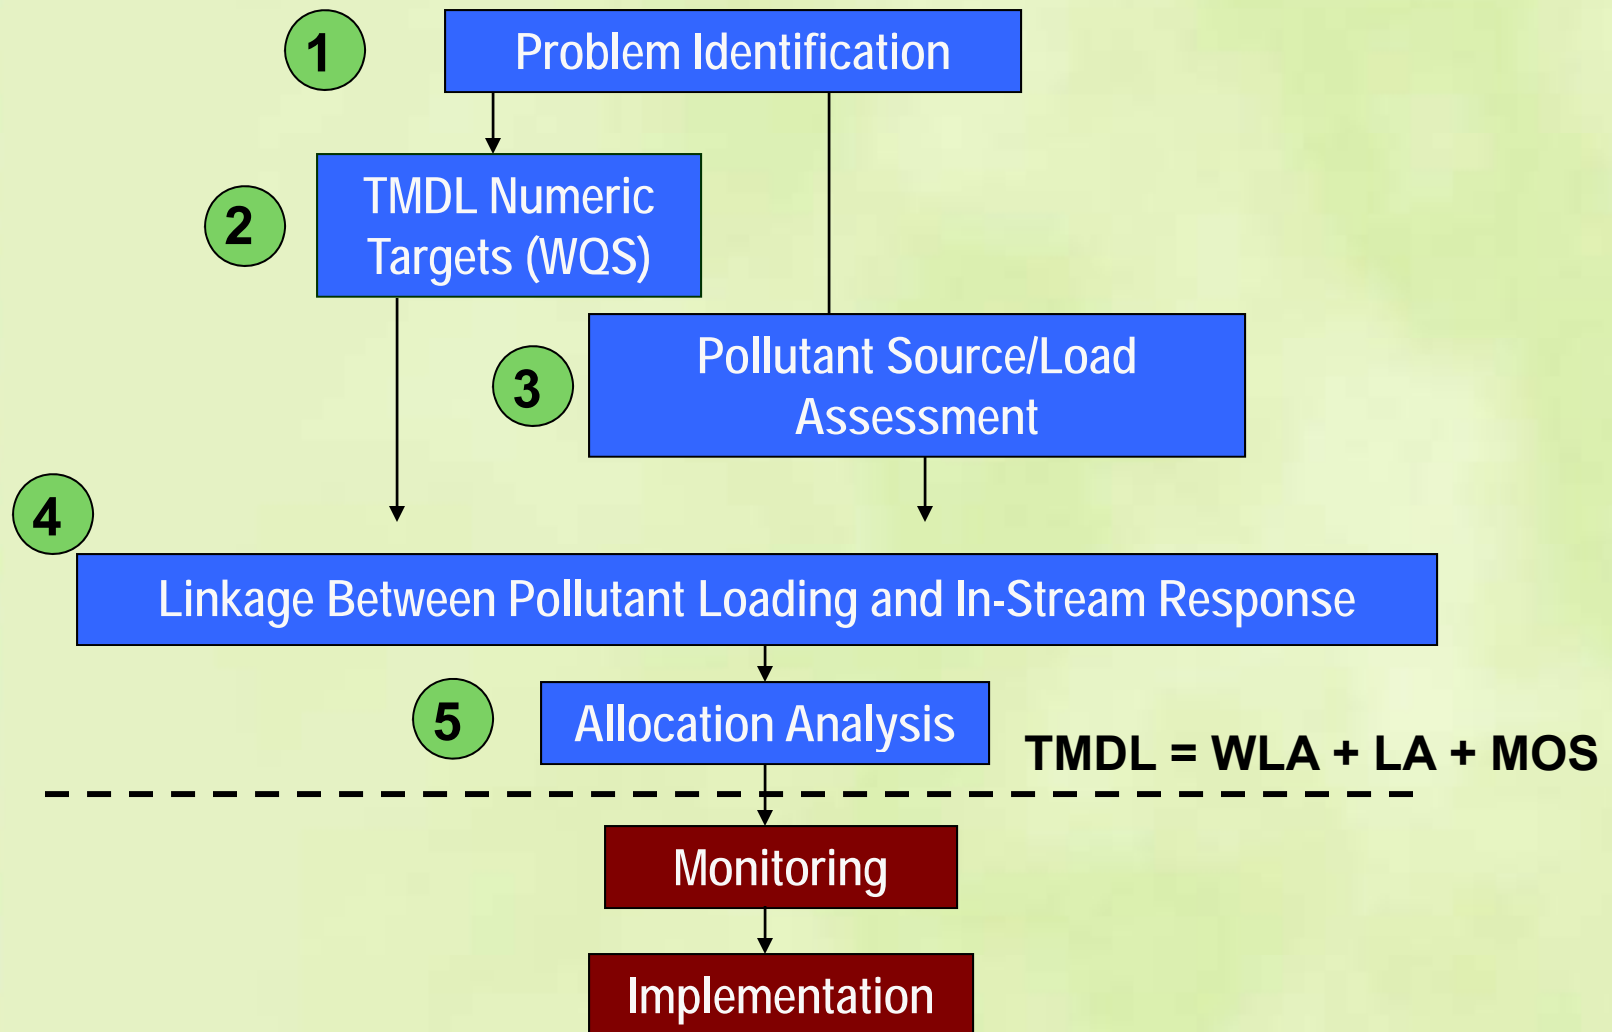 1
Problem Identification
2
TMDL Numeric
Targets (WQS)
3
Pollutant Source/Load
Assessment
4
Linkage Between Pollutant Loading and In-Stream Response
5
Allocation Analysis
TMDL = WLA + LA + MOS
Monitoring
Implementation